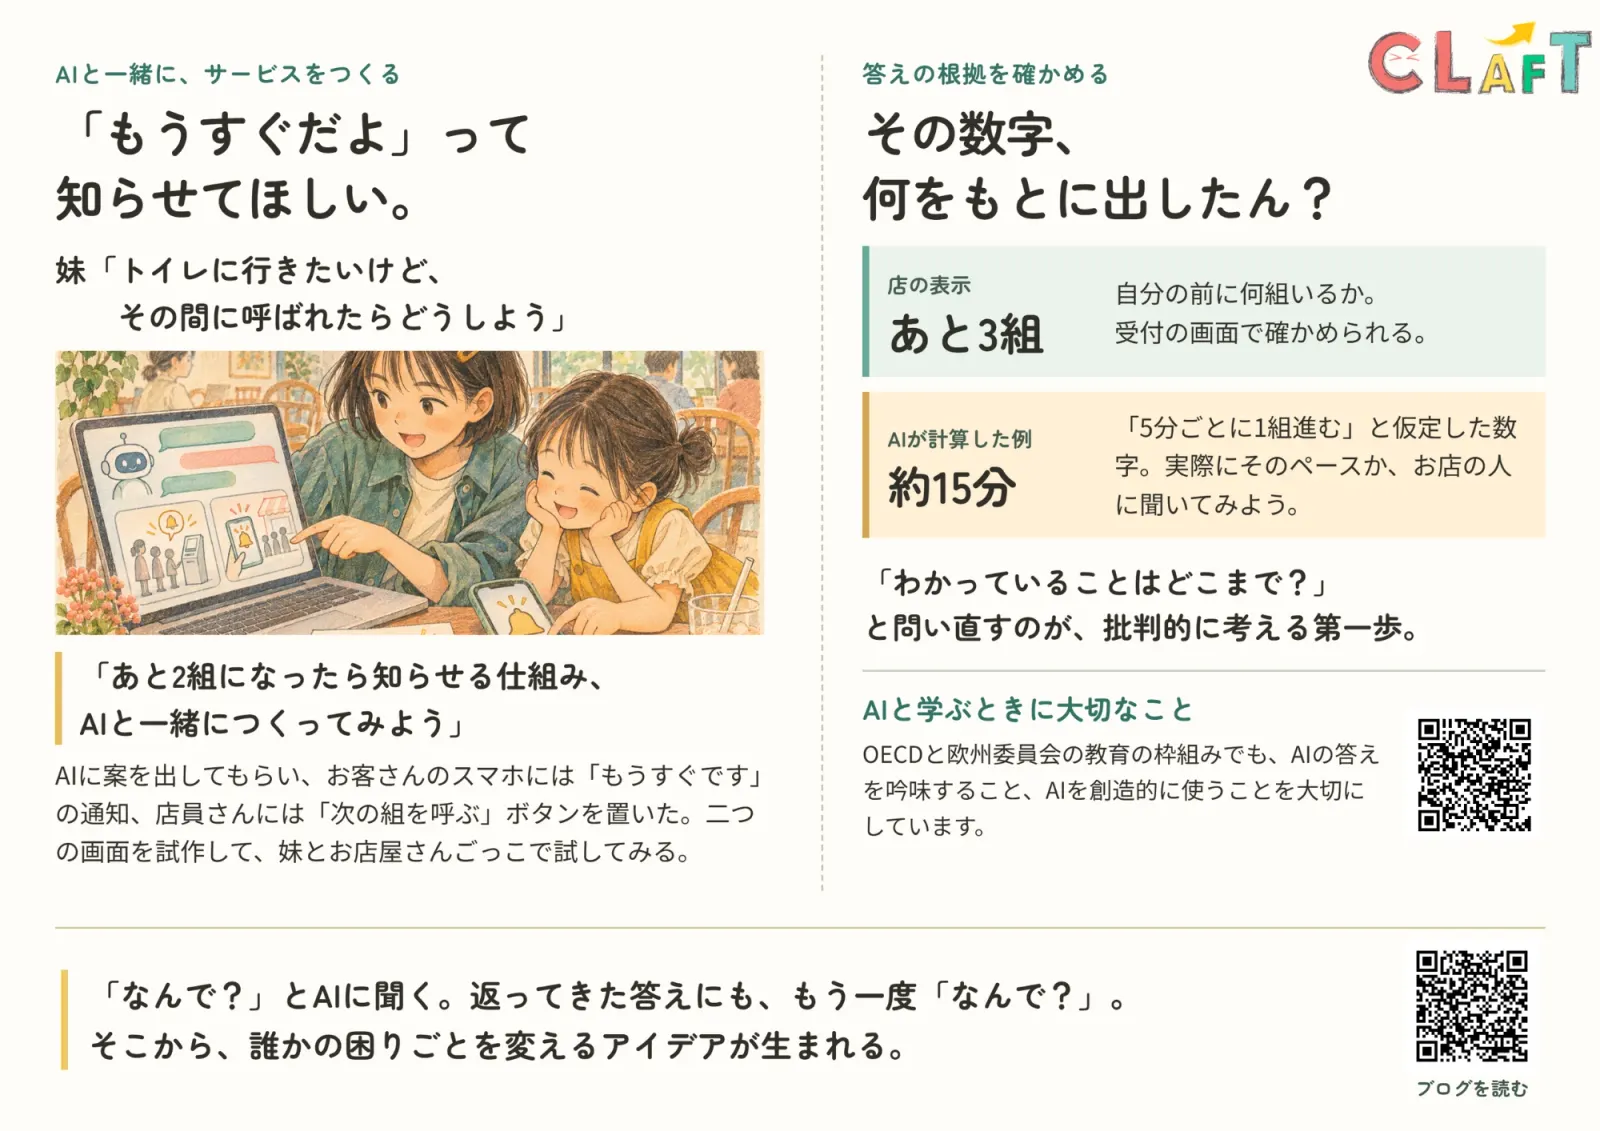 AIと一緒に、サービスをつくる
「もうすぐだよ」って
知らせてほしい。
妹「トイレに行きたいけど、
その間に呼ばれたらどうしよう」
「あと2組になったら知らせる仕組み、
AIと一緒につくってみよう」
AIに案を出してもらい、お客さんのスマホには「もうすぐです」
の通知、店員さんには「次の組を呼ぶ」ボタンを置いた。二つ
の画面を試作して、妹とお店屋さんごっこで試してみる。
CLAFT
答えの根拠を確かめる
その数字、
何をもとに出したん？
店の表示
あと3組
自分の前に何組いるか。
受付の画面で確かめられる。
AIが計算した例
約15分
「5分ごとに1組進む」と仮定した数
字。実際にそのペースか、お店の人
に聞いてみよう。
「わかっていることはどこまで？」
と問い直すのが、批判的に考える第一歩。
AIと学ぶときに大切なこと
OECDと欧州委員会の教育の枠組みでも、AIの答え
を吟味すること、AIを創造的に使うことを大切に
しています。
「なんで？」とAIに聞く。返ってきた答えにも、もう一度「なんで？」。
そこから、誰かの困りごとを変えるアイデアが生まれる。
ブログを読む